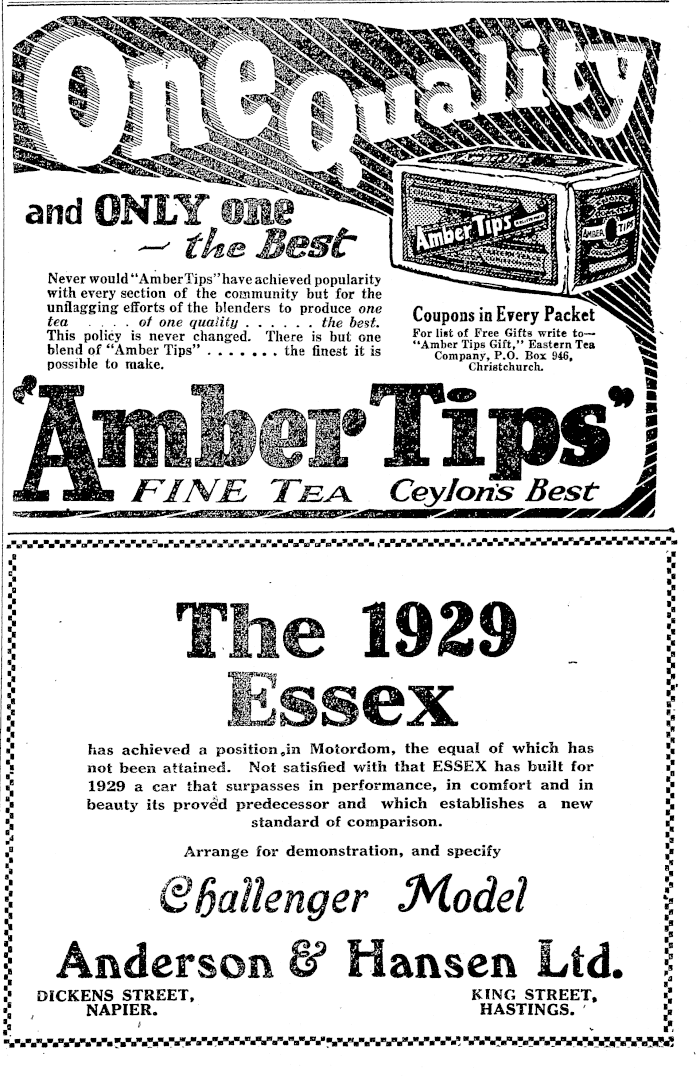 One Quality
and ONLY one
— the Best
Amber Tips
Amber Tips
AMBER TIPS
Never would "Amber Tips" have achieved popularity
with every section of the community but for the
unflagging efforts of the blenders to produce one
tea . . . . of one quality . . . . . . the best.
This policy is never changed. There is but one
blend of "Amber Tips" . . . . . . . the finest it is
possible to make.
Coupons in Every Packet
For list of Free Gifts write to—
"Amber Tips Gift," Eastern Tea
Company, P.O. Box 946,
Christchurch.
"Amber Tips"
FINE TEA Ceylon's Best
The 1929
Essex
has achieved a position in Motordom, the equal of which has
not been attained. Not satisfied with that ESSEX has built for
1929 a car that surpasses in performance, in comfort and in
beauty its proved predecessor and which establishes a new
standard of comparison.
Arrange for demonstration, and specify
Challenger Model
Anderson & Hansen Ltd.
DICKENS STREET,
NAPIER.
KING STREET,
HASTINGS.